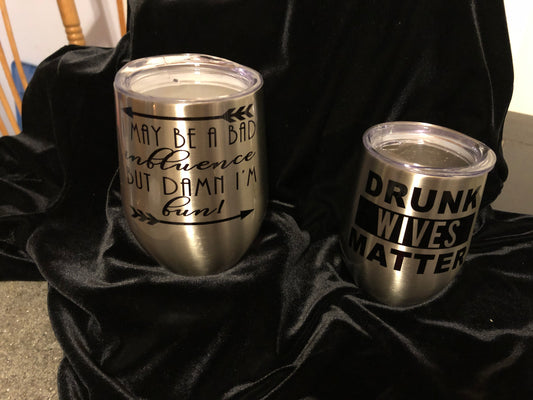 I MAY BE A BAD
influence
BUT DAMN I'M
fun!
DRUNK
WIVES
MATTER